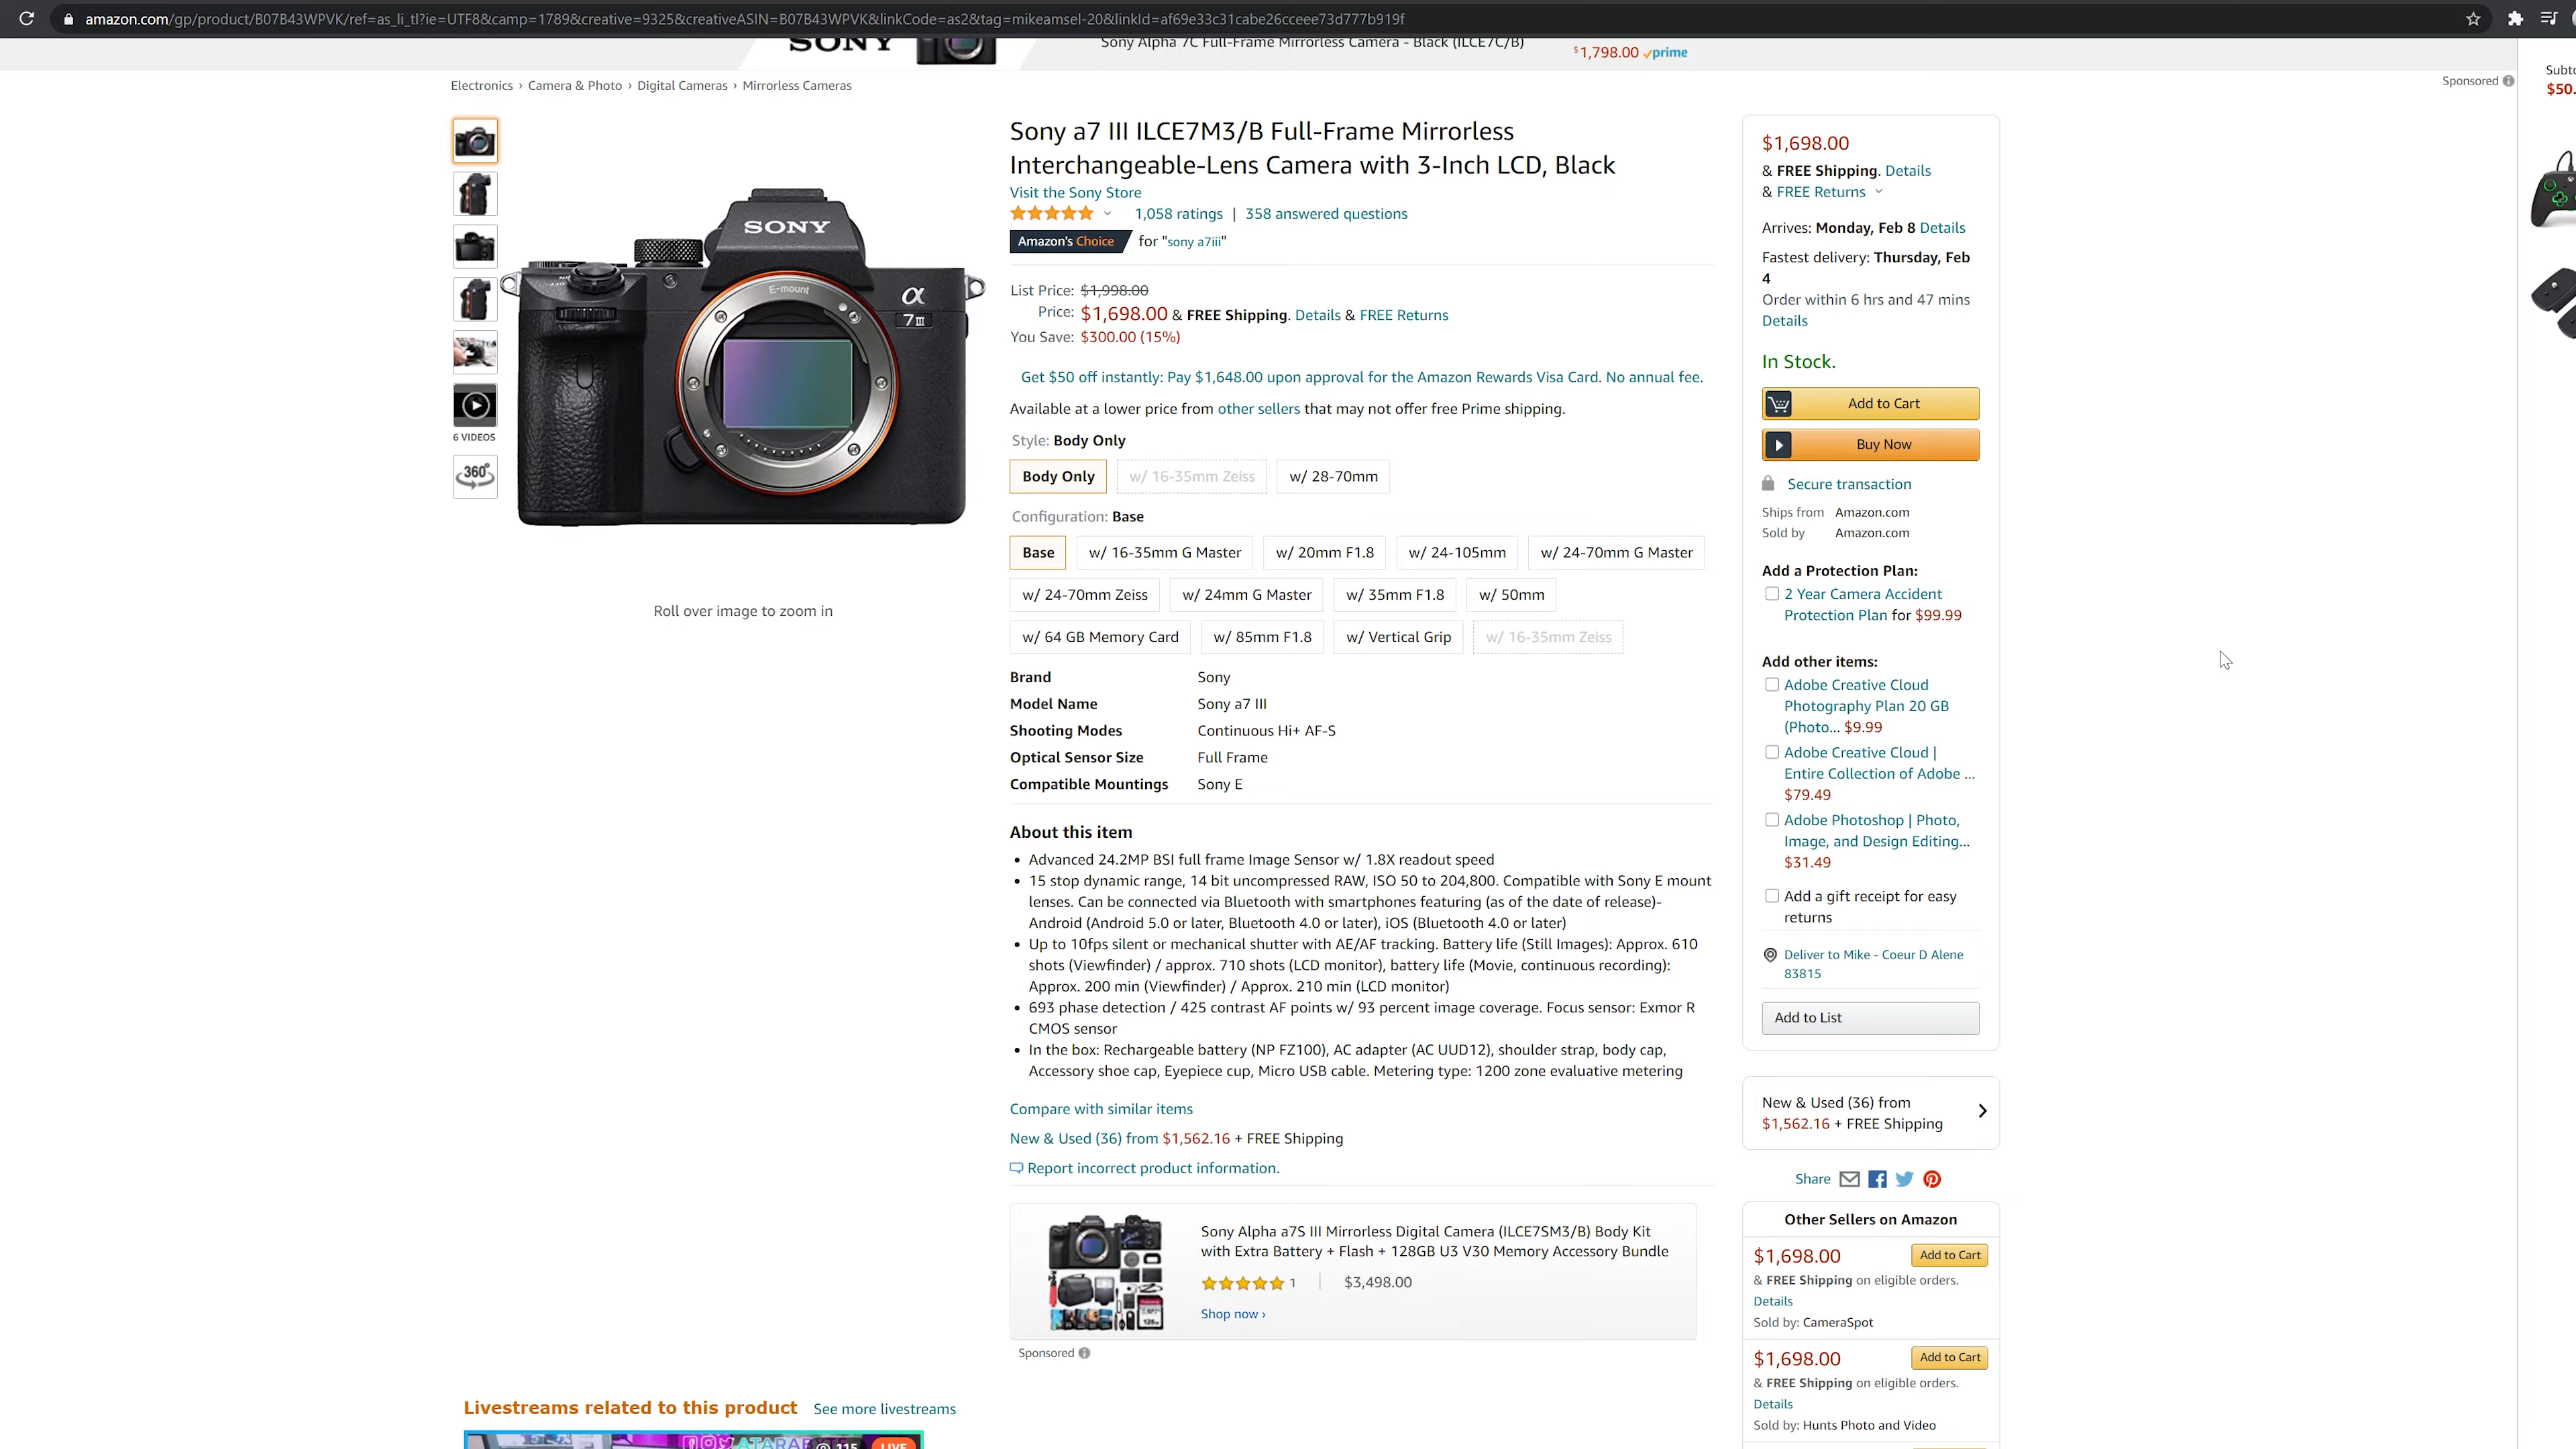 amazon.com/gp/product/B07B43WPVK/ref=as_li_tl?ie=UTF8&camp=1789&creative=9325&creativeASIN=B07B43WPVK&linkCode=as2&tag=mikeamsel-20&linkId=af69e33c31cabe26cceee73d777b919f
SONY
Sony Alpha 7C Full-Frame Mirrorless Camera - Black (ILCE7C/B)
$1,798.00 prime
Sponsored
Electronics › Camera & Photo › Digital Cameras › Mirrorless Cameras
6 VIDEOS
360°
SONY
E-mount
α
7III
Roll over image to zoom in
Sony a7 III ILCE7M3/B Full-Frame Mirrorless
Interchangeable-Lens Camera with 3-Inch LCD, Black
Visit the Sony Store
1,058 ratings | 358 answered questions
Amazon's Choice for "sony a7iii"
List Price: $1,998.00
Price: $1,698.00 & FREE Shipping. Details & FREE Returns
You Save: $300.00 (15%)
Get $50 off instantly: Pay $1,648.00 upon approval for the Amazon Rewards Visa Card. No annual fee.
Available at a lower price from other sellers that may not offer free Prime shipping.
Style: Body Only
Body Only w/ 16-35mm Zeiss w/ 28-70mm
Configuration: Base
Base w/ 16-35mm G Master w/ 20mm F1.8 w/ 24-105mm w/ 24-70mm G Master
w/ 24-70mm Zeiss w/ 24mm G Master w/ 35mm F1.8 w/ 50mm
w/ 64 GB Memory Card w/ 85mm F1.8 w/ Vertical Grip w/ 16-35mm Zeiss
Brand Sony
Model Name Sony a7 III
Shooting Modes Continuous Hi+ AF-S
Optical Sensor Size Full Frame
Compatible Mountings Sony E
About this item
• Advanced 24.2MP BSI full frame Image Sensor w/ 1.8X readout speed
• 15 stop dynamic range, 14 bit uncompressed RAW, ISO 50 to 204,800. Compatible with Sony E mount
lenses. Can be connected via Bluetooth with smartphones featuring (as of the date of release)-
Android (Android 5.0 or later, Bluetooth 4.0 or later), iOS (Bluetooth 4.0 or later)
• Up to 10fps silent or mechanical shutter with AE/AF tracking. Battery life (Still Images): Approx. 610
shots (Viewfinder) / approx. 710 shots (LCD monitor), battery life (Movie, continuous recording):
Approx. 200 min (Viewfinder) / Approx. 210 min (LCD monitor)
• 693 phase detection / 425 contrast AF points w/ 93 percent image coverage. Focus sensor: Exmor R
CMOS sensor
• In the box: Rechargeable battery (NP FZ100), AC adapter (AC UUD12), shoulder strap, body cap,
Accessory shoe cap, Eyepiece cup, Micro USB cable. Metering type: 1200 zone evaluative metering
Compare with similar items
New & Used (36) from $1,562.16 + FREE Shipping
Report incorrect product information.
Sony Alpha a7S III Mirrorless Digital Camera (ILCE7SM3/B) Body Kit
with Extra Battery + Flash + 128GB U3 V30 Memory Accessory Bundle
1 | $3,498.00
Shop now ›
Sponsored
Livestreams related to this product See more livestreams
115 LIVE
$1,698.00
& FREE Shipping. Details
& FREE Returns
Arrives: Monday, Feb 8 Details
Fastest delivery: Thursday, Feb
4
Order within 6 hrs and 47 mins
Details
In Stock.
Add to Cart
Buy Now
Secure transaction
Ships from Amazon.com
Sold by Amazon.com
Add a Protection Plan:
2 Year Camera Accident
Protection Plan for $99.99
Add other items:
Adobe Creative Cloud
Photography Plan 20 GB
(Photo... $9.99
Adobe Creative Cloud |
Entire Collection of Adobe ...
$79.49
Adobe Photoshop | Photo,
Image, and Design Editing...
$31.49
Add a gift receipt for easy
returns
Deliver to Mike - Coeur D Alene
83815
Add to List
New & Used (36) from
$1,562.16 + FREE Shipping
Share
Other Sellers on Amazon
$1,698.00 Add to Cart
& FREE Shipping on eligible orders.
Details
Sold by: CameraSpot
$1,698.00 Add to Cart
& FREE Shipping on eligible orders.
Details
Sold by: Hunts Photo and Video
Subto
$50.